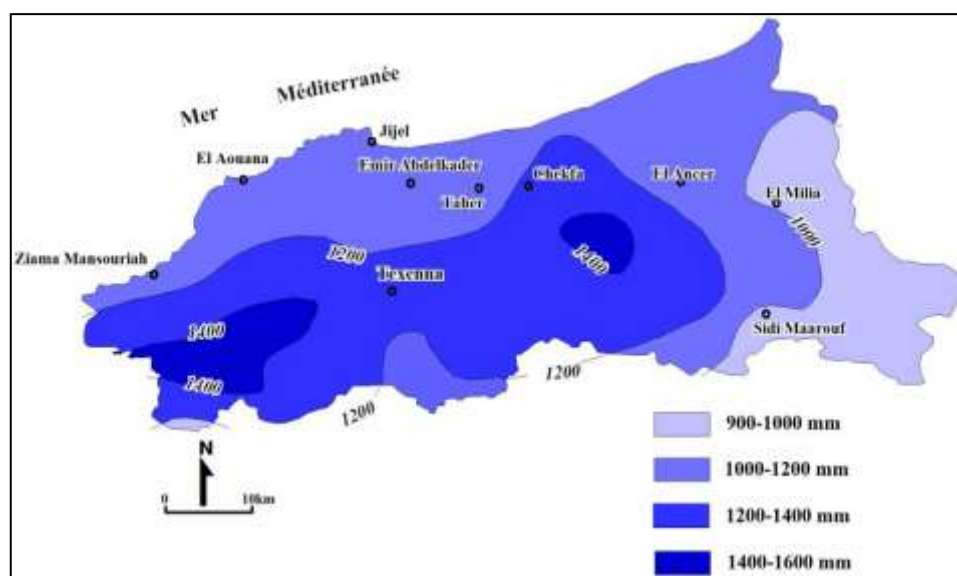 Mer Méditerranée
Jijel
El Aouana
Emir Abdelkader
Taher
Chekfa
El Ancer
El Milia
1000
1200
1400
Ziama Mansouriah
Texenna
1400
Sidi Maarouf
1400
1200
1200
N
0 10km
900-1000 mm
1000-1200 mm
1200-1400 mm
1400-1600 mm